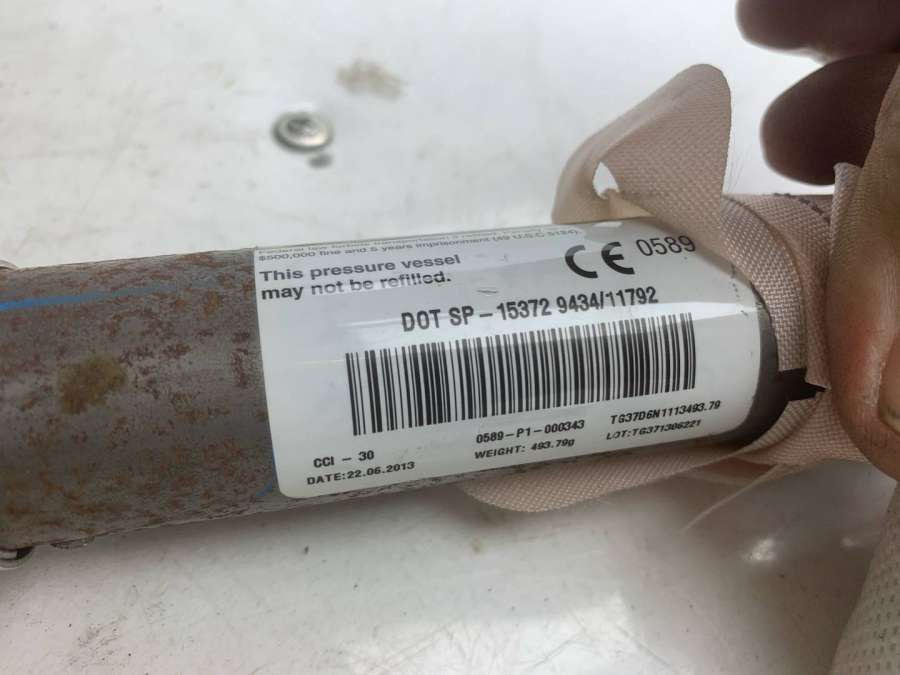 Federal law forbids transportation if refilled. Penalty
$500,000 fine and 5 years imprisonment (49 U.S.C 5124).
This pressure vessel
may not be refilled.
CE 0589
DOT SP - 15372 9434/11792
0589-P1-000343
TG37D6N1113493.79
CCI - 30
WEIGHT: 493.79g
LOT:TG371306221
DATE:22.06.2013